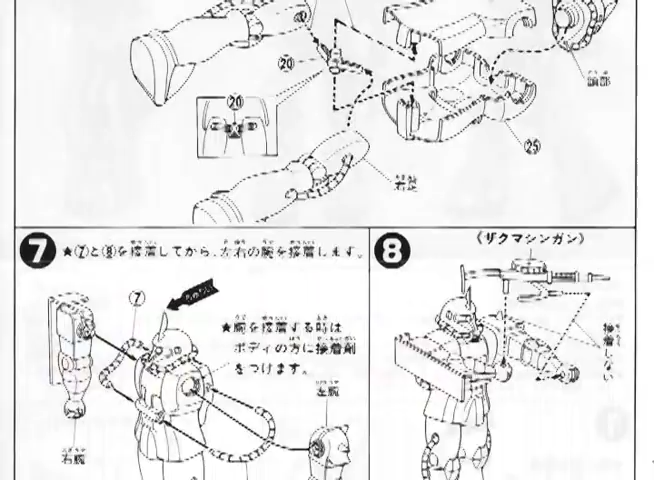 ⑳
⑳
頭部
㉕
右足
7 ★⑦と⑧を接着してから、左右の腕を接着します。
⑦
★腕を接着する時は
ボディの方に接着剤
をつけます。
左腕
右腕
8
《ザクマシンガン》
接着しない